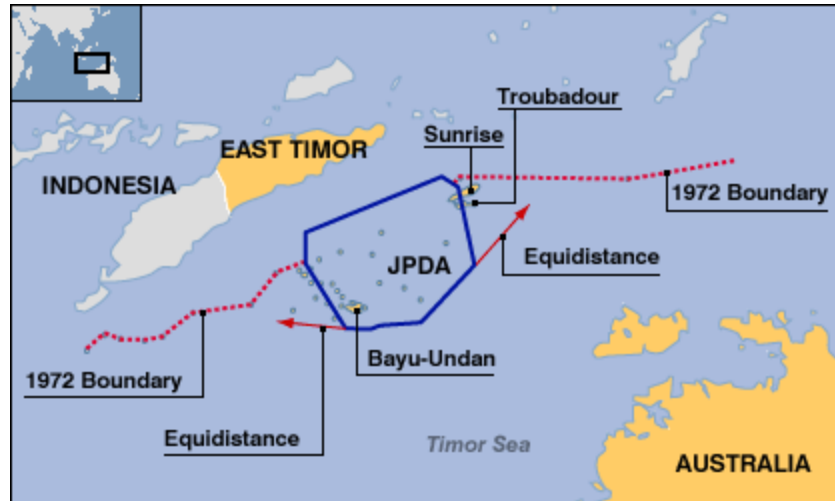 Troubadour
Sunrise
EAST TIMOR
INDONESIA
1972 Boundary
JPDA
Equidistance
Bayu-Undan
1972 Boundary
Equidistance
Timor Sea
AUSTRALIA